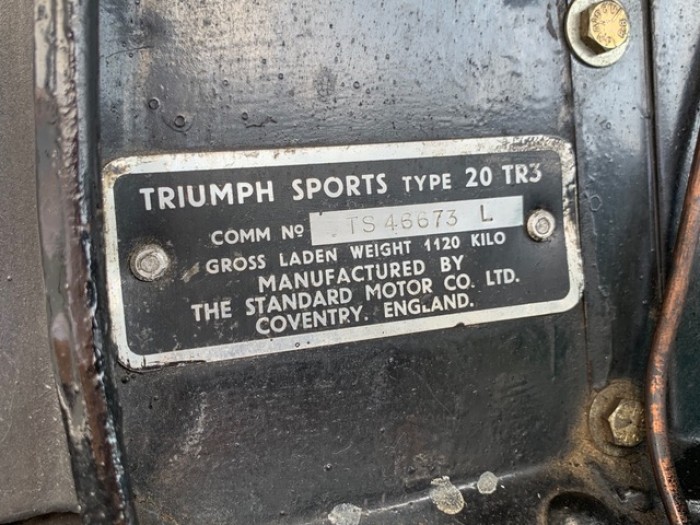 TRIUMPH SPORTS TYPE 20 TR3
COMM Nº TS 46673 L
GROSS LADEN WEIGHT 1120 KILO
MANUFACTURED BY
THE STANDARD MOTOR CO. LTD.
COVENTRY, ENGLAND.